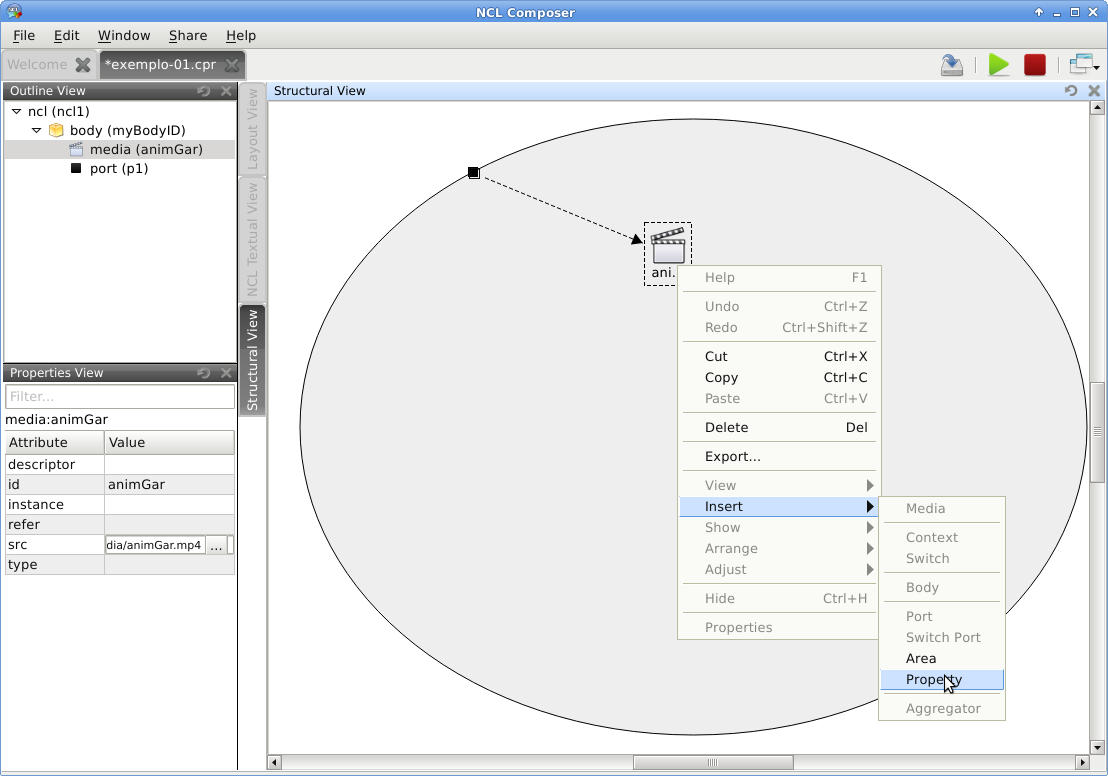 NCL Composer
File Edit Window Share Help
Welcome *exemplo-01.cpr
Outline View
ncl (ncl1)
body (myBodyID)
media (animGar)
port (p1)
Properties View
Filter...
media:animGar
Attribute Value
descriptor
id animGar
instance
refer
src dia/animGar.mp4 ...
type
Layout View
NCL Textual View
Structural View
Structural View
ani.
Help F1
Undo Ctrl+Z
Redo Ctrl+Shift+Z
Cut Ctrl+X
Copy Ctrl+C
Paste Ctrl+V
Delete Del
Export...
View
Insert
Show
Arrange
Adjust
Hide Ctrl+H
Properties
Media
Context
Switch
Body
Port
Switch Port
Area
Property
Aggregator